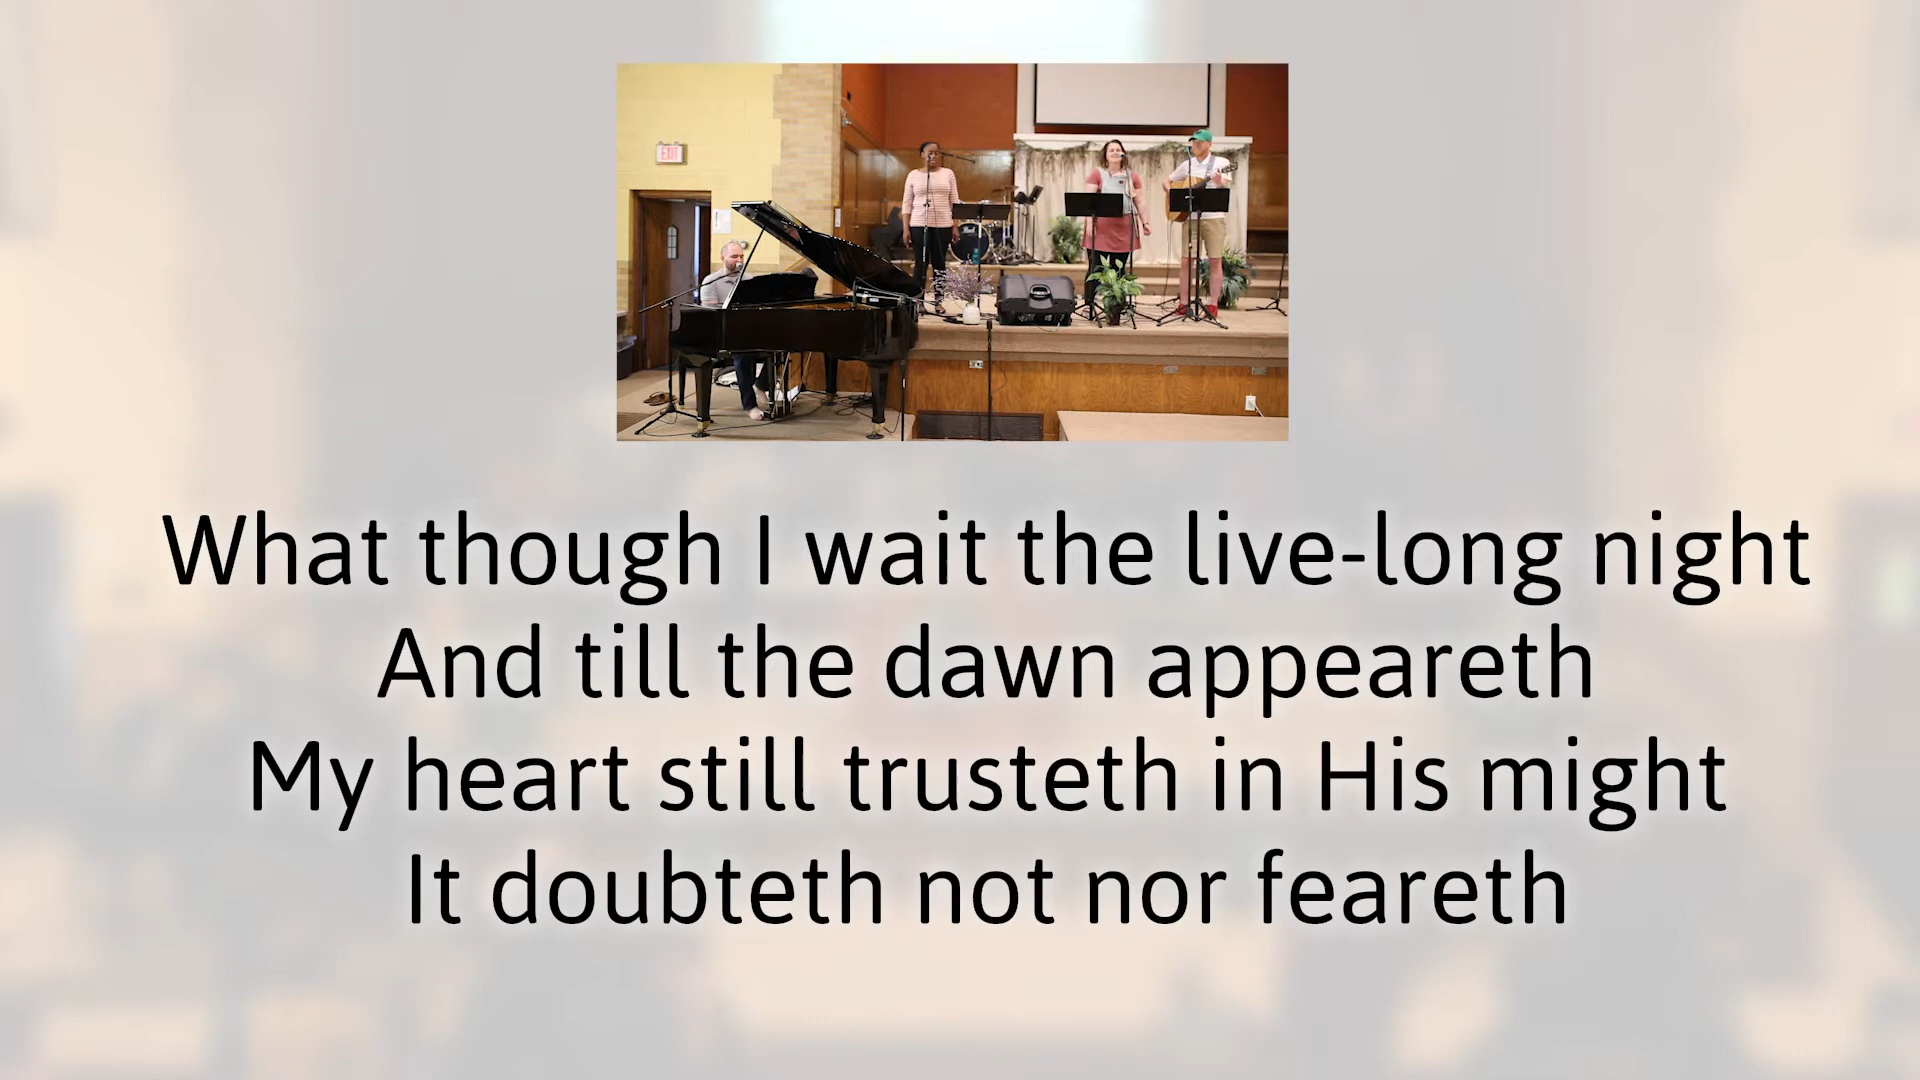 EXIT
What though I wait the live-long night
And till the dawn appeareth
My heart still trusteth in His might
It doubteth not nor feareth